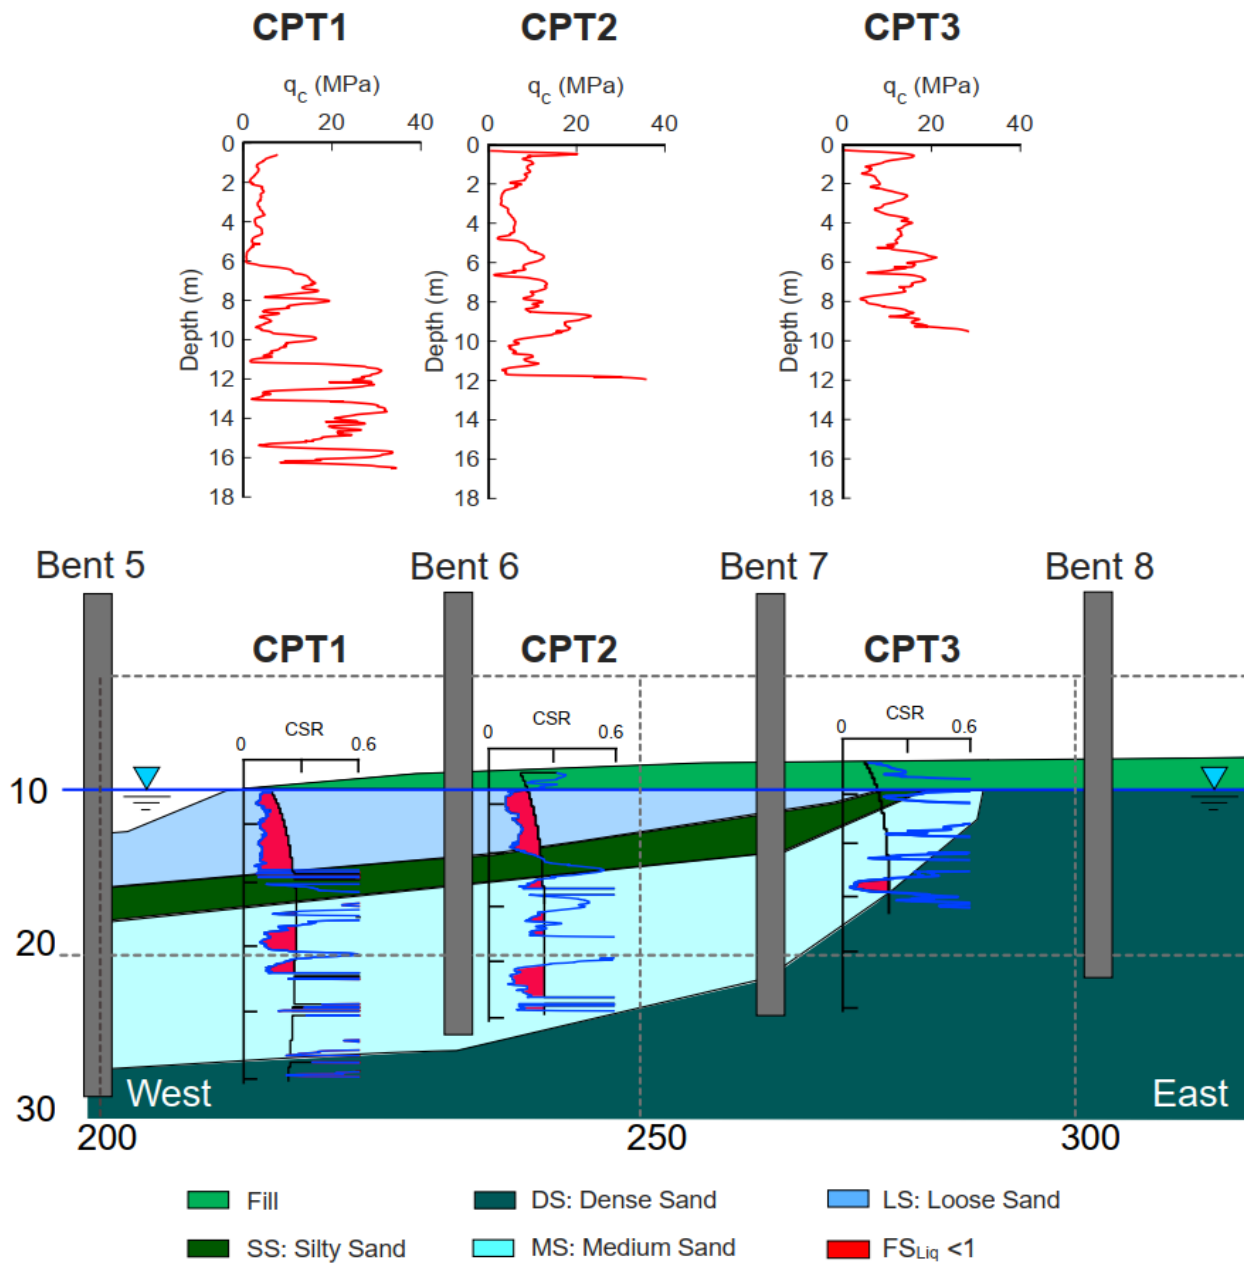 CPT1 CPT2 CPT3
qc (MPa) qc (MPa) qc (MPa)
0 20 40 0 20 40 0 20 40
0 0 0
2 2 2
4 4 4
6 6 6
8 8 8
10 10 10
12 12 12
14 14 14
16 16 16
18 18 18
Depth (m) Depth (m) Depth (m)
Bent 5 Bent 6 Bent 7 Bent 8
CPT1 CPT2 CPT3
0 CSR 0.6 0 CSR 0.6 0 CSR 0.6
10
20
30
West East
200 250 300
Fill DS: Dense Sand LS: Loose Sand
SS: Silty Sand MS: Medium Sand FSLiq <1